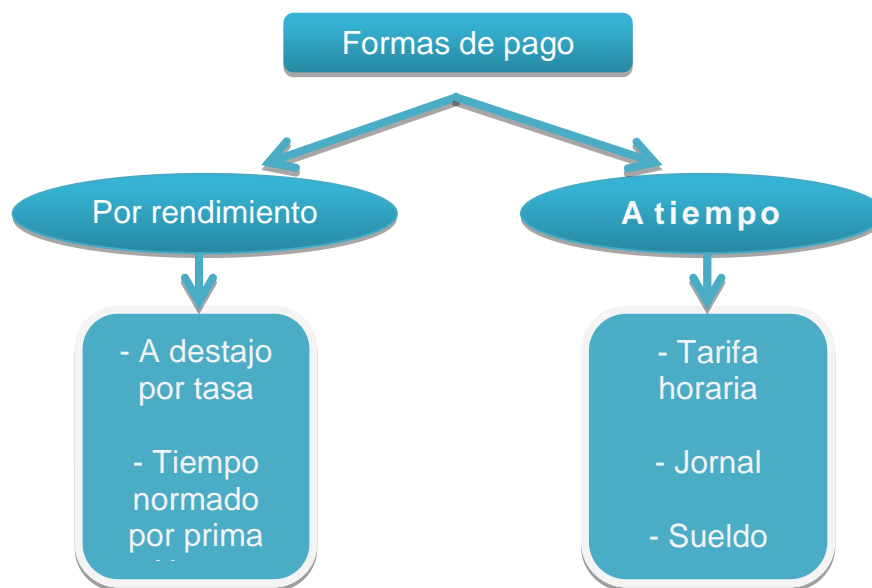 Formas de pago
Por rendimiento
A tiempo
- A destajo
por tasa
- Tiempo
normado
por prima
- Tarifa
horaria
- Jornal
- Sueldo